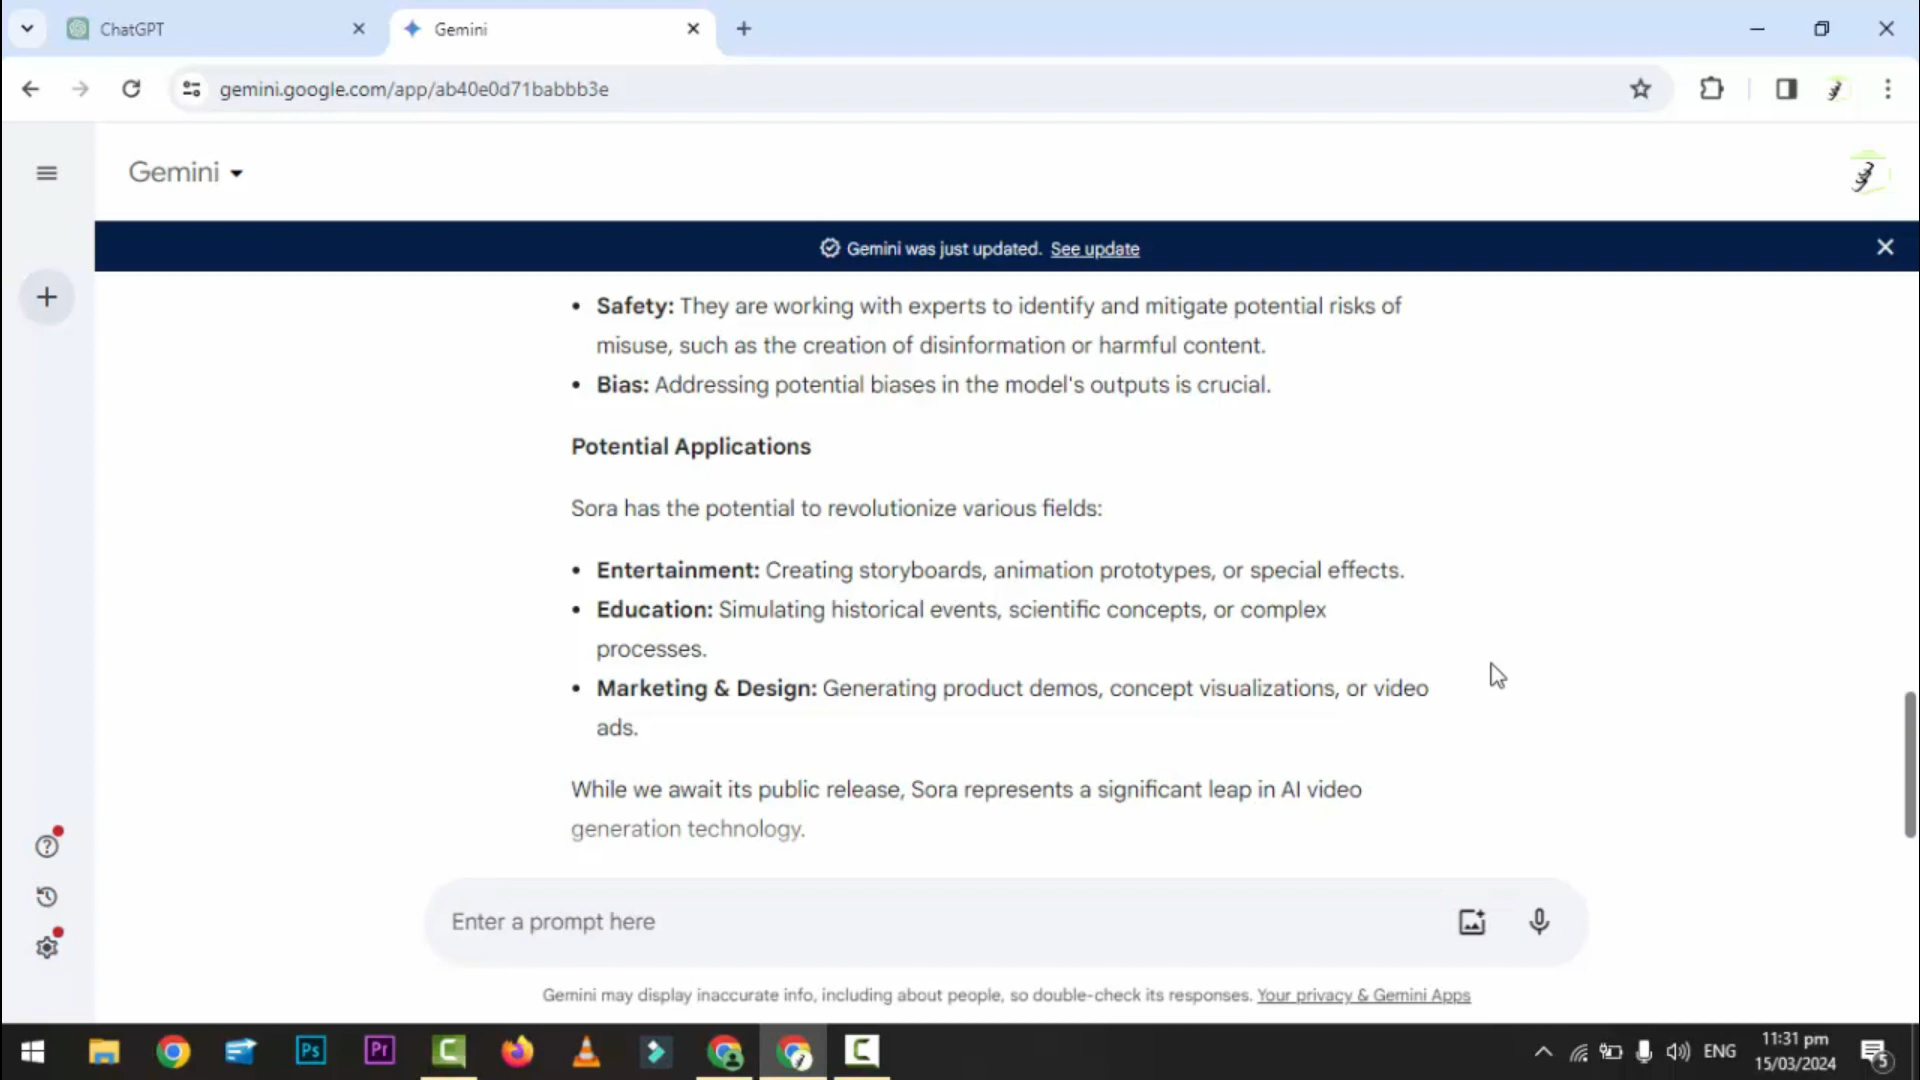 ChatGPT
Gemini
gemini.google.com/app/ab40e0d71babbb3e
Gemini
Gemini was just updated. See update
• Safety: They are working with experts to identify and mitigate potential risks of
misuse, such as the creation of disinformation or harmful content.
• Bias: Addressing potential biases in the model's outputs is crucial.
Potential Applications
Sora has the potential to revolutionize various fields:
• Entertainment: Creating storyboards, animation prototypes, or special effects.
• Education: Simulating historical events, scientific concepts, or complex
processes.
• Marketing & Design: Generating product demos, concept visualizations, or video
ads.
While we await its public release, Sora represents a significant leap in AI video
generation technology.
Enter a prompt here
Gemini may display inaccurate info, including about people, so double-check its responses. Your privacy & Gemini Apps
Ps
Pr
ENG
11:31 pm
15/03/2024
5